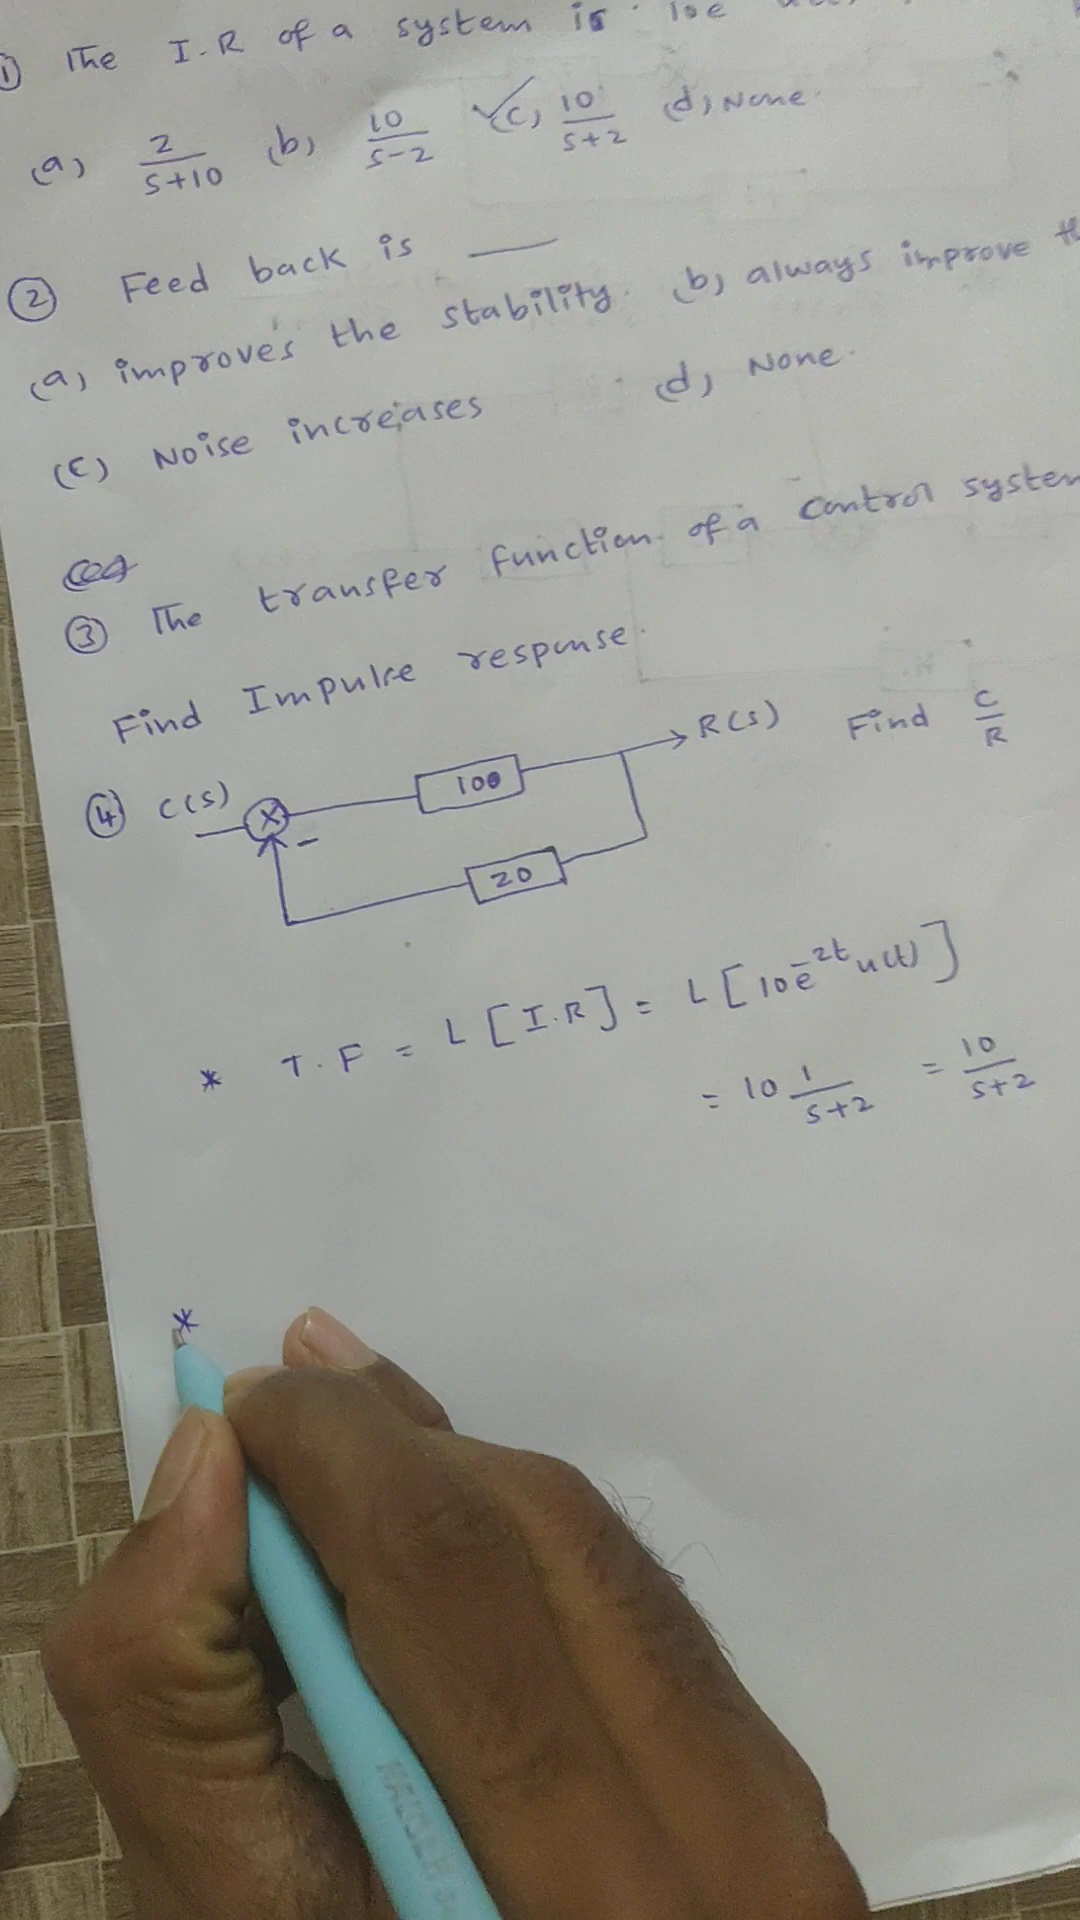 ① The I.R of a system is 10e
(a) 2/(s+10) (b) 10/(s-2) ✓(c) 10/(s+2) (d) None.
② Feed back is ___
(a) improves the stability. (b) always improve
(c) Noise increases (d) None.
③ The transfer function of a control system
Find Impulse response.
④ C(s) X - 100 R(s) Find C/R
20
* T.F = L[I.R] = L[10e^-2t u(t)]
= 10 1/(s+2) = 10/(s+2)
*